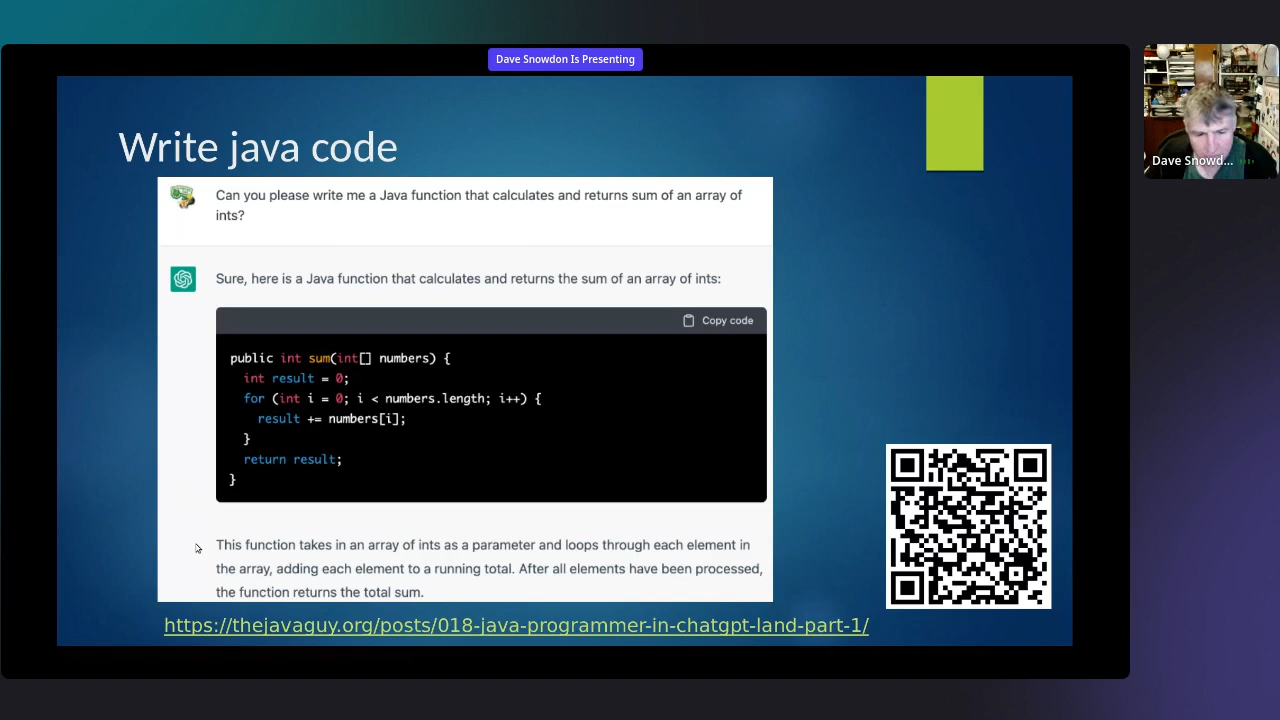 Dave Snowdon Is Presenting
Write java code
Can you please write me a Java function that calculates and returns sum of an array of
ints?
Sure, here is a Java function that calculates and returns the sum of an array of ints:
Copy code
public int sum(int[] numbers) {
int result = 0;
for (int i = 0; i < numbers.length; i++) {
result += numbers[i];
}
return result;
}
This function takes in an array of ints as a parameter and loops through each element in
the array, adding each element to a running total. After all elements have been processed,
the function returns the total sum.
https://thejavaguy.org/posts/018-java-programmer-in-chatgpt-land-part-1/
Dave Snowd...